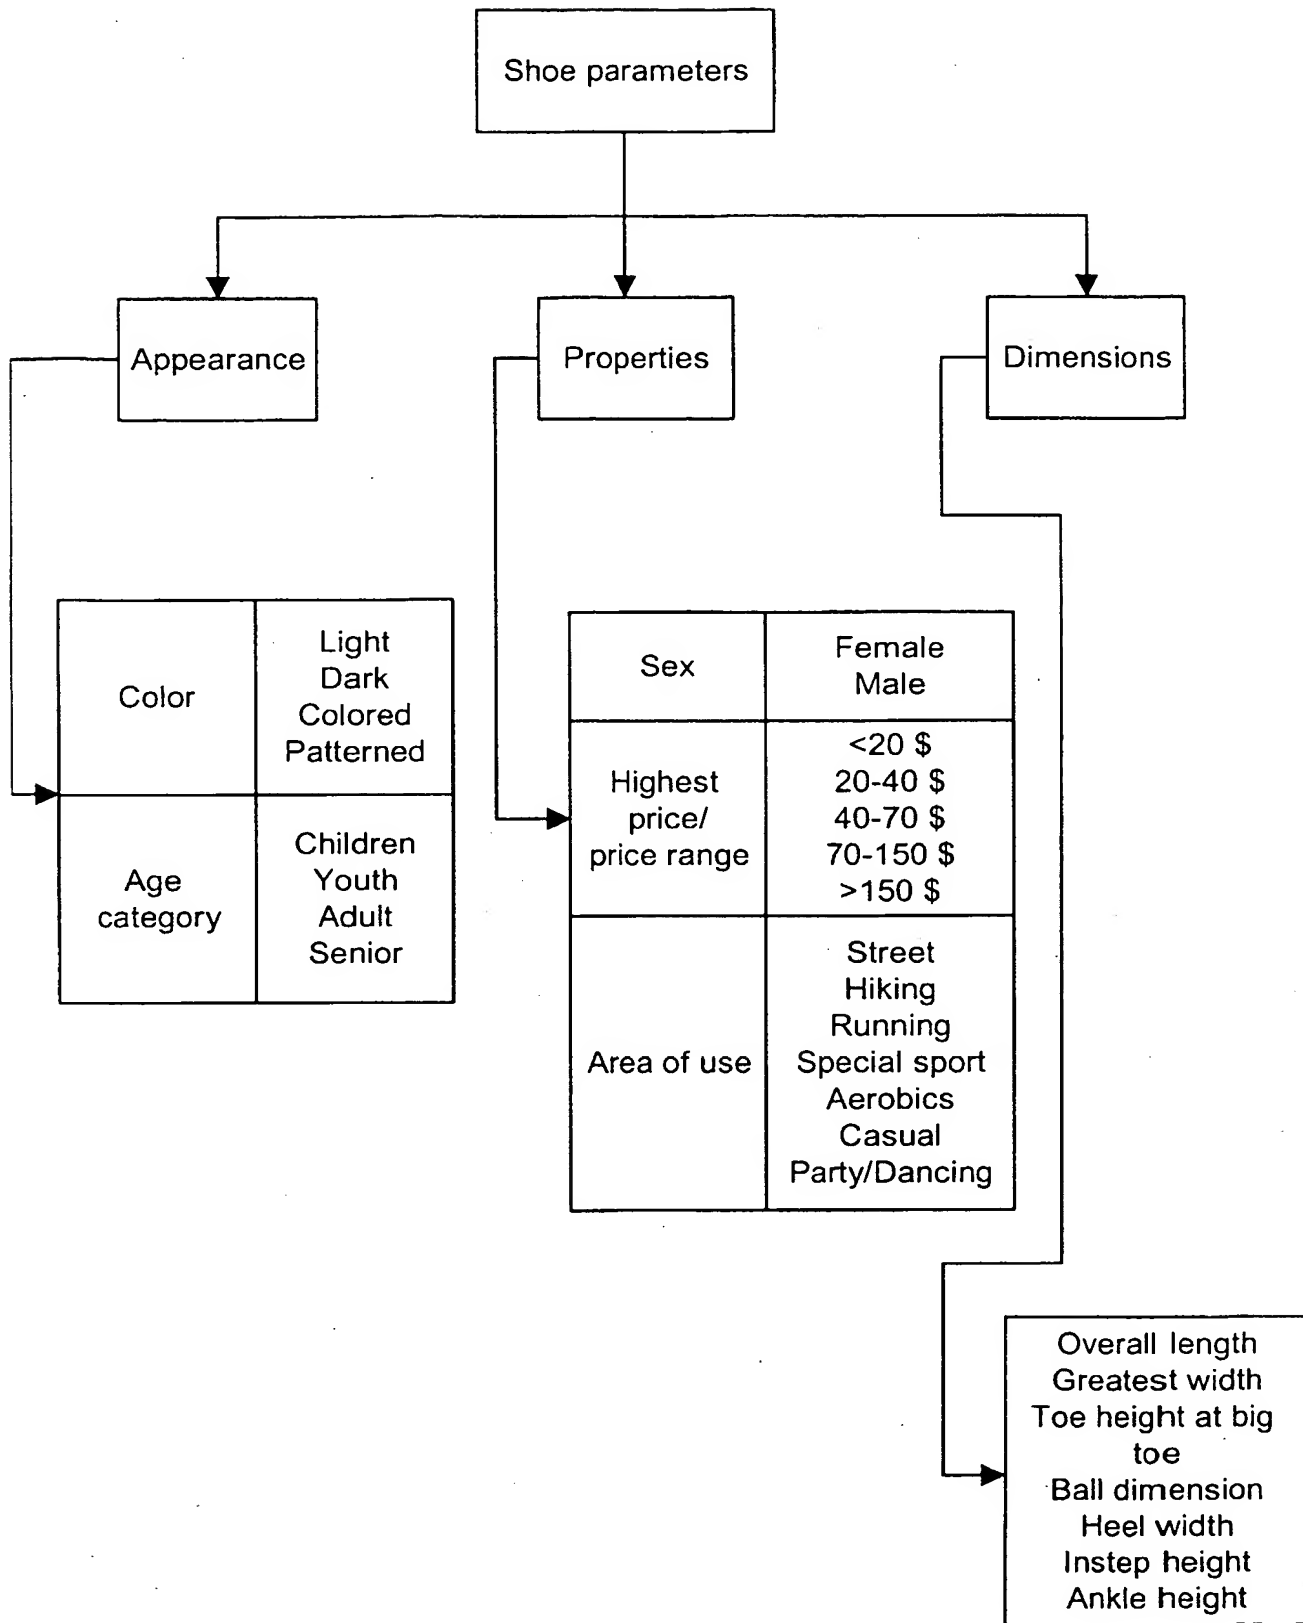 Shoe parameters
Appearance
Properties
Dimensions
Color
Light
Dark
Colored
Patterned
Age
category
Children
Youth
Adult
Senior
Sex
Female
Male
Highest
price/
price range
<20 $
20-40 $
40-70 $
70-150 $
>150 $
Area of use
Street
Hiking
Running
Special sport
Aerobics
Casual
Party/Dancing
Overall length
Greatest width
Toe height at big
toe
Ball dimension
Heel width
Instep height
Ankle height